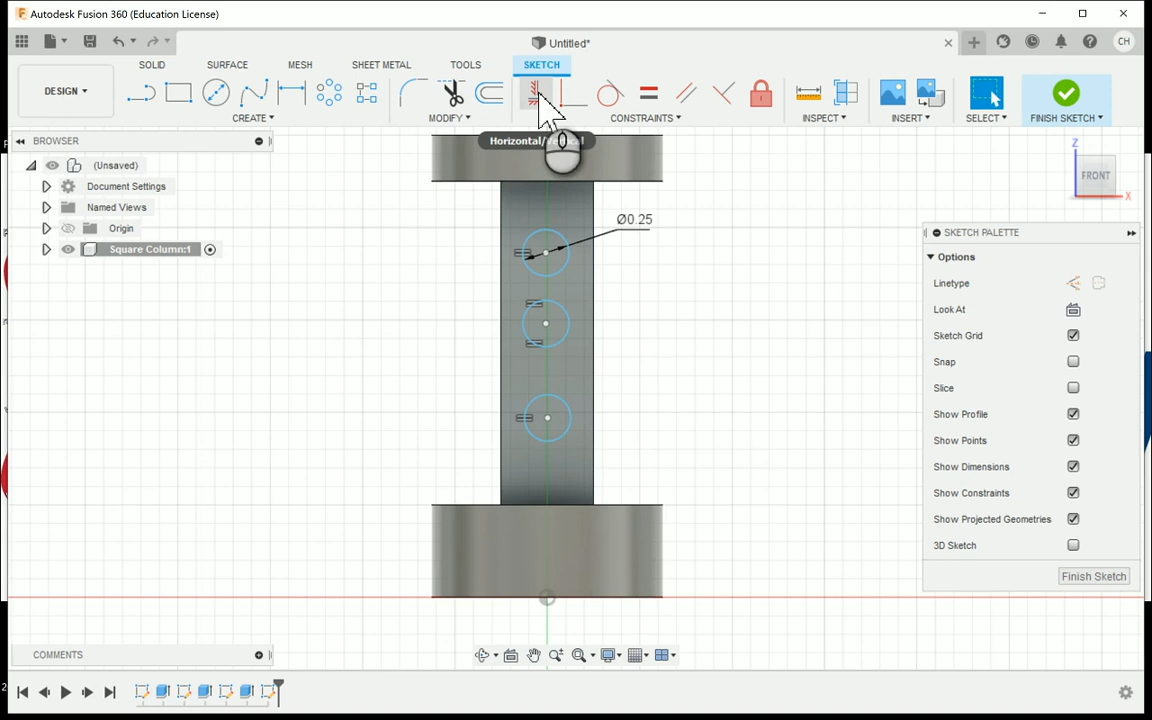 Autodesk Fusion 360 (Education License)
Untitled*
CH
SOLID SURFACE MESH SHEET METAL TOOLS SKETCH
DESIGN
CREATE MODIFY CONSTRAINTS INSPECT INSERT SELECT FINISH SKETCH
BROWSER
(Unsaved)
Document Settings
Named Views
Origin
Square Column:1
Z
FRONT
X
Ø0.25
SKETCH PALETTE
Options
Linetype
Look At
Sketch Grid
Snap
Slice
Show Profile
Show Points
Show Dimensions
Show Constraints
Show Projected Geometries
3D Sketch
Finish Sketch
COMMENTS